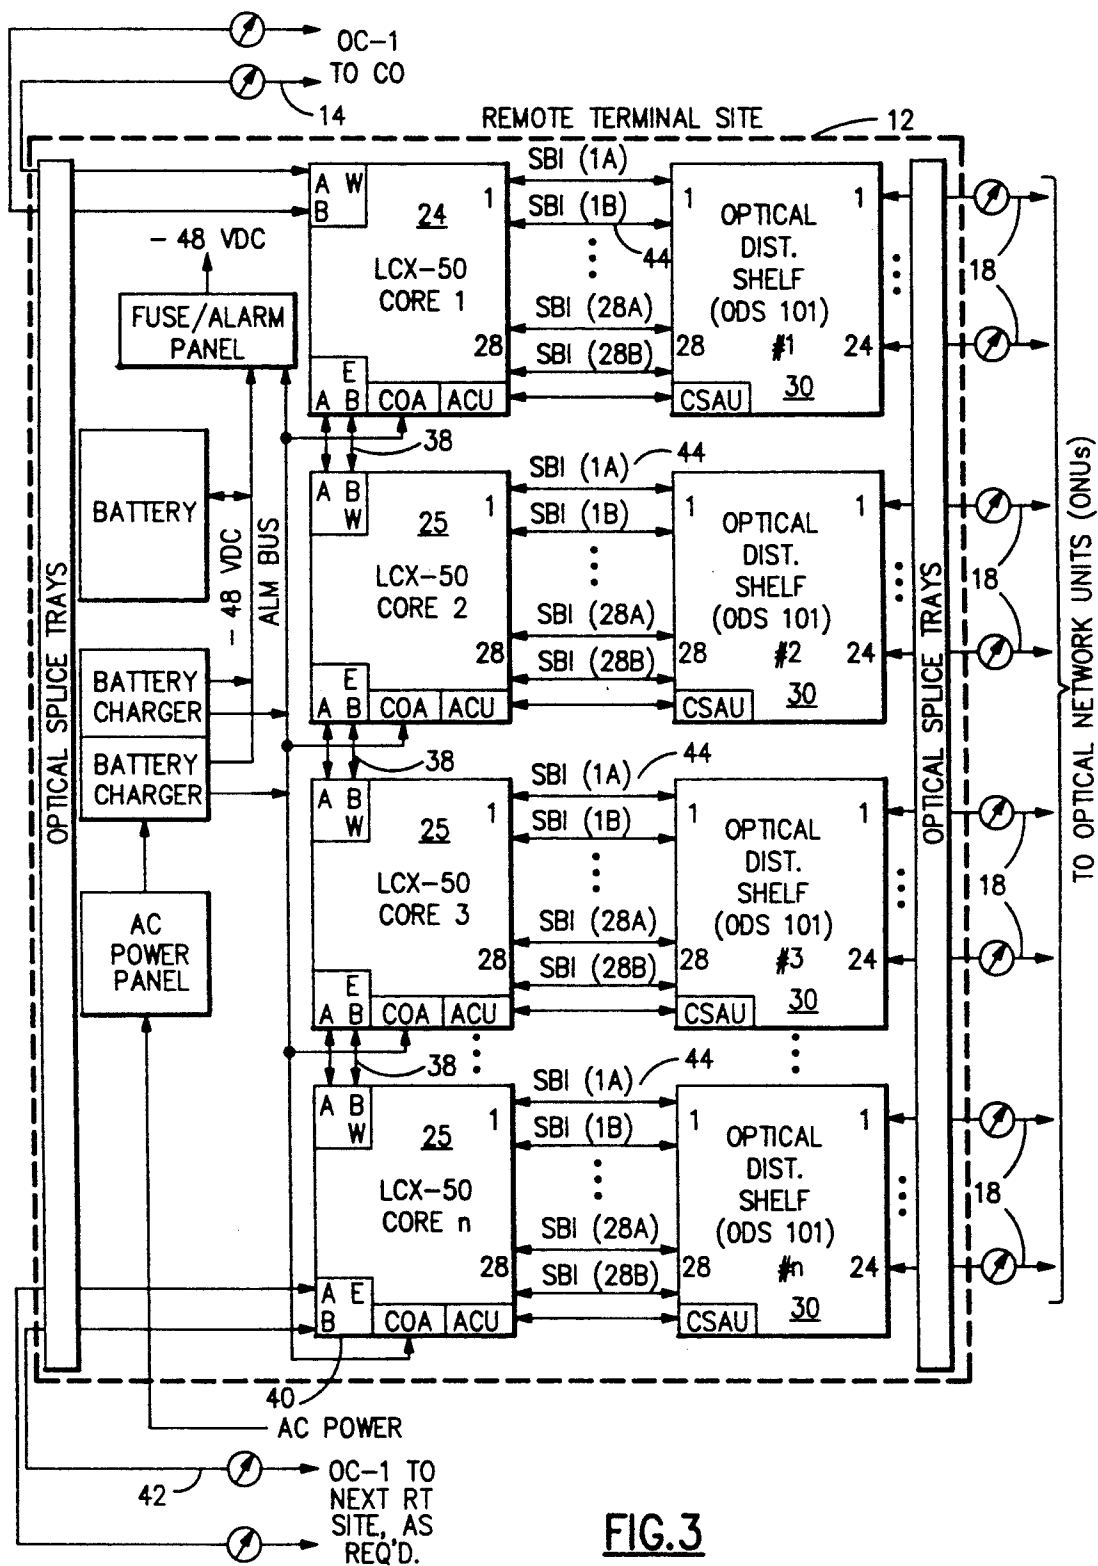 OC-1
TO CO
14
REMOTE TERMINAL SITE
12
OPTICAL SPLICE TRAYS
- 48 VDC
FUSE/ALARM
PANEL
BATTERY
- 48 VDC
ALM BUS
BATTERY
CHARGER
BATTERY
CHARGER
AC
POWER
PANEL
A W
B
24
1
LCX-50
CORE 1
28
E
A B COA ACU
SBI (1A)
SBI (1B)
44
SBI (28A)
SBI (28B)
1
OPTICAL
DIST.
SHELF
(ODS 101)
#1
28
24
CSAU
30
1
18
38
A B
W
25
1
LCX-50
CORE 2
28
E
A B COA ACU
SBI (1A)
44
SBI (1B)
SBI (28A)
SBI (28B)
1
OPTICAL
DIST.
SHELF
(ODS 101)
#2
28
24
CSAU
30
1
18
38
A B
W
25
1
LCX-50
CORE 3
28
E
A B COA ACU
SBI (1A)
44
SBI (1B)
SBI (28A)
SBI (28B)
1
OPTICAL
DIST.
SHELF
(ODS 101)
#3
28
24
CSAU
30
1
18
38
A B
W
25
1
LCX-50
CORE n
28
A E
B COA ACU
40
SBI (1A)
44
SBI (1B)
SBI (28A)
SBI (28B)
1
OPTICAL
DIST.
SHELF
(ODS 101)
#n
28
24
CSAU
30
1
18
OPTICAL SPLICE TRAYS
TO OPTICAL NETWORK UNITS (ONUs)
AC POWER
42
OC-1 TO
NEXT RT
SITE, AS
REQ'D.
FIG.3